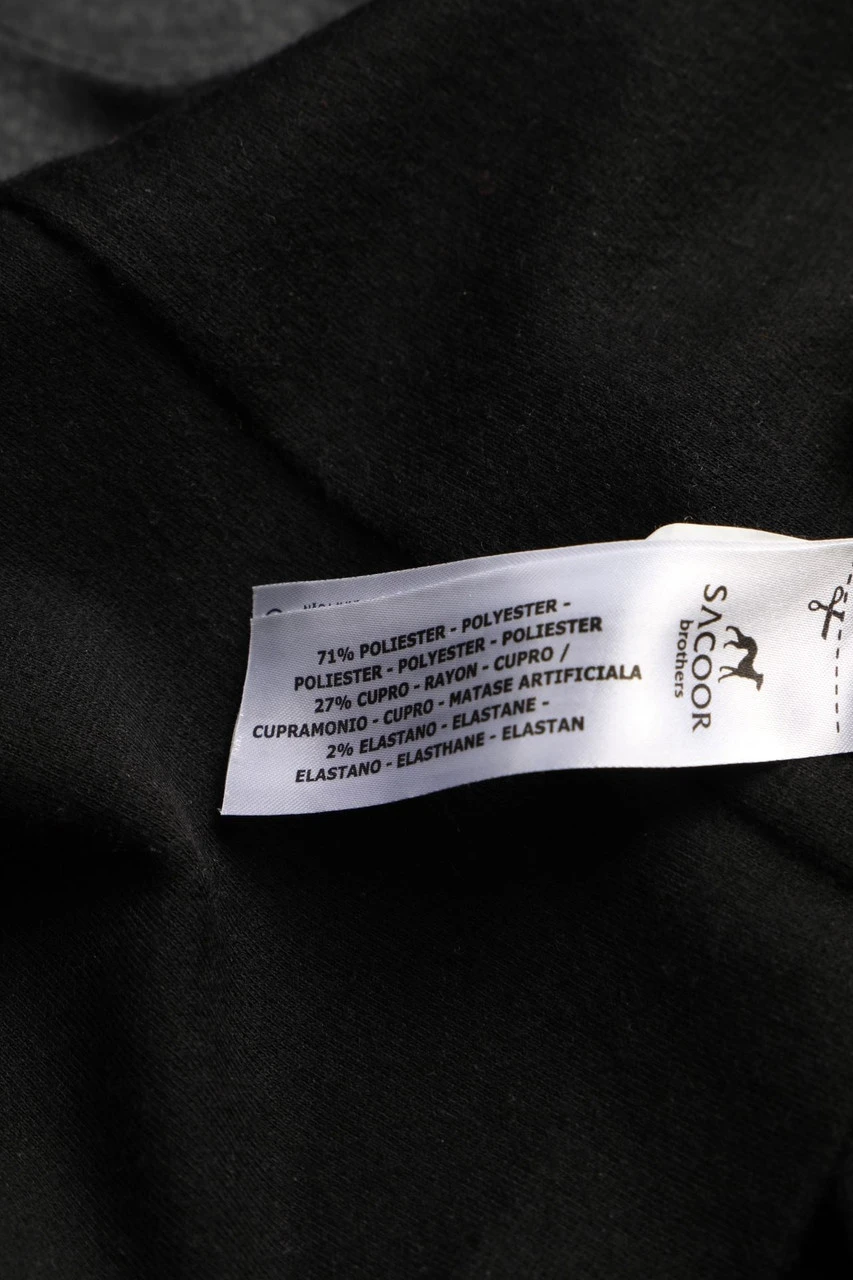 71% POLIESTER - POLYESTER -
POLIESTER - POLYESTER - POLIESTER
27% CUPRO - RAYON - CUPRO /
CUPRAMONIO - CUPRO - MATASE ARTIFICIALA
2% ELASTANO - ELASTANE -
ELASTANO - ELASTHANE - ELASTAN
SACOOR
brothers